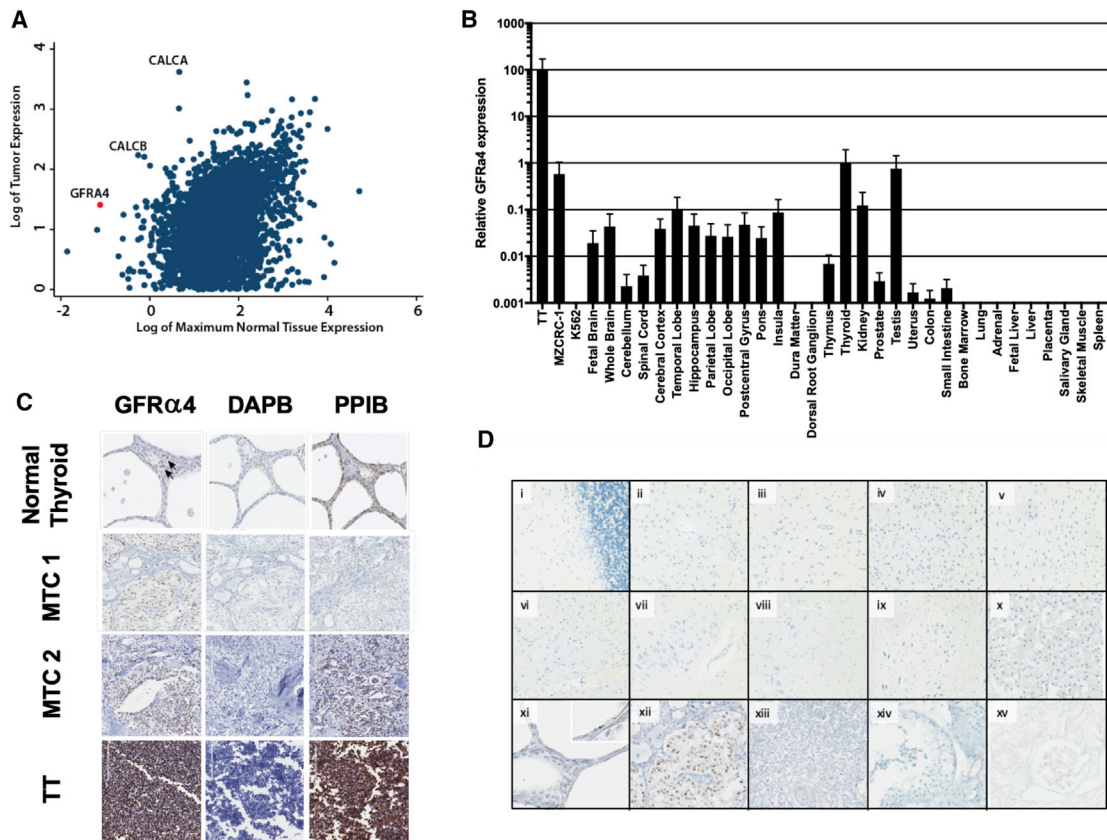 A
4
3
2
1
0
-2
0
2
4
Log of Tumor Expression
Log of Maximum Normal Tissue Expression
CALCA
CALCB
GFRA4
B
Relative GFRa4 expression
1000
100
10
1
0.1
0.01
0.001
TT
MZCRC-1
K562
Fetal Brain
Whole Brain
Cerebellum
Spinal Cord
Cerebral Cortex
Temporal Lobe
Hippocampus
Parietal Lobe
Occipital Lobe
Postcentral Gyrus
Pons
Insula
Dura Matter
Dorsal Root Ganglion
Thymus
Thyroid
Kidney
Prostate
Testis
Uterus
Colon
Small Intestine
Bone Marrow
Lung
Adrenal
Fetal Liver
Liver
Placenta
Salivary Gland
Skeletal Muscle
Spleen
C
GFRα4 DAPB PPIB
Normal
Thyroid
MTC 1
MTC 2
TT
D
i ii iii iv v
vi vii viii ix x
xi xii xiii xiv xv